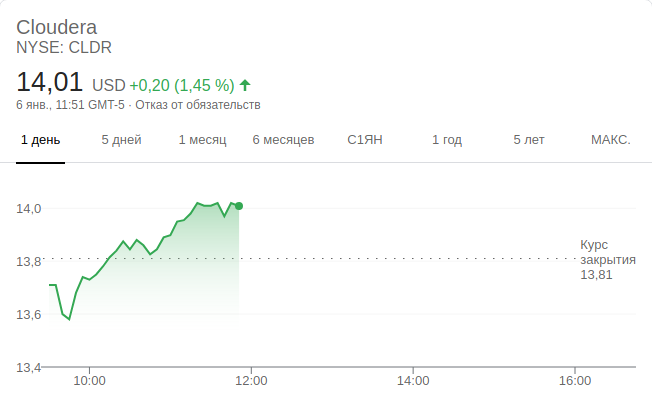 Cloudera
NYSE: CLDR
14,01 USD +0,20 (1,45 %)
6 янв., 11:51 GMT-5 · Отказ от обязательств
1 день 5 дней 1 месяц 6 месяцев С1ЯН 1 год 5 лет МАКС.
14,0
Курс
13,8 закрытия
13,81
13,6
13,4
10:00 12:00 14:00 16:00